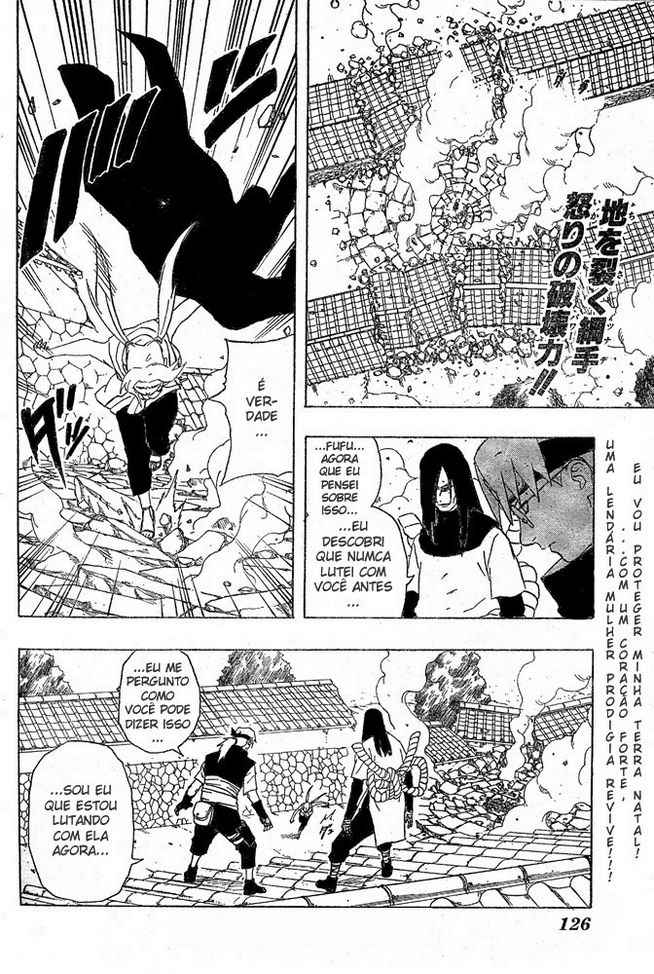 地を裂く綱手
怒りの破壊力!!
É
VER-
DADE
...
FUFU...
AGORA
QUE EU
PENSEI
SOBRE
ISSO...
...EU
DESCOBRI
QUE NUNCA
LUTEI COM
VOCÊ ANTES
...
EU VOU PROTEGER MINHA TERRA NATAL!
...COM UM CORAÇÃO FORTE,
UMA LENDÁRIA MULHER PRODÍGIA REVIVE!!!
...EU ME
PERGUNTO
COMO
VOCÊ PODE
DIZER ISSO
...
...SOU EU
QUE ESTOU
LUTANDO
COM ELA
AGORA...
126